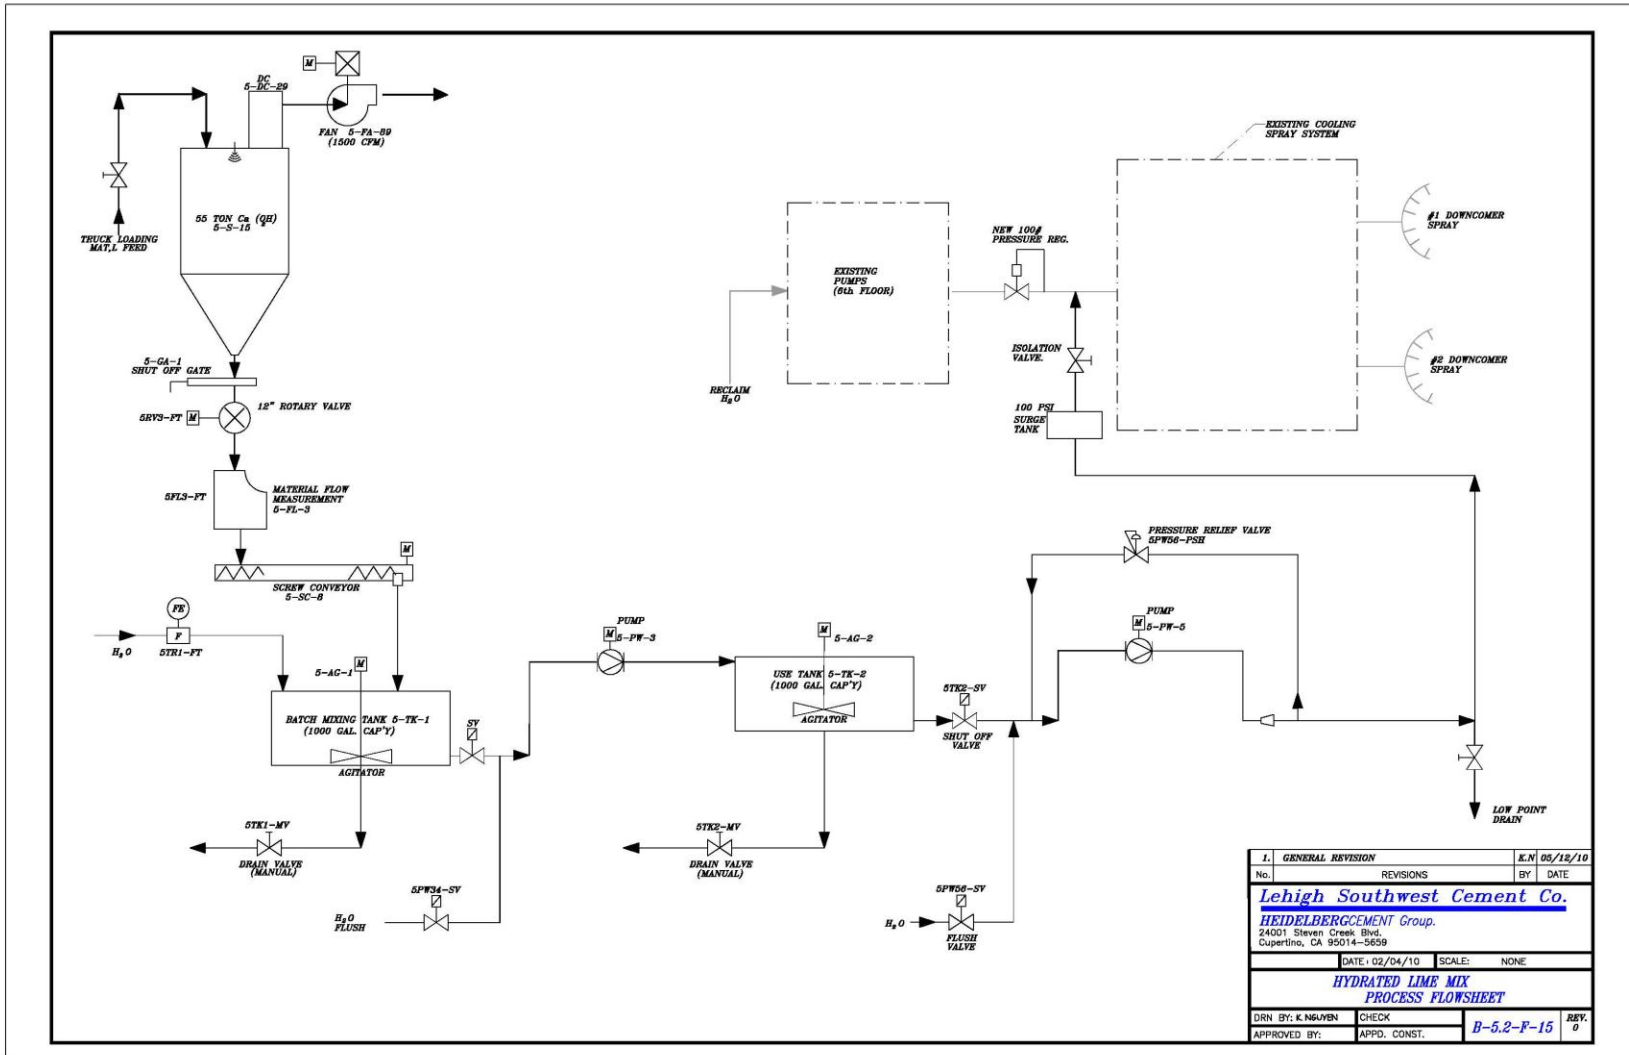 DC
5-DC-29
M
FAN 5-FA-89
(1500 CFM)
TRUCK LOADING
MAT,L FEED
55 TON Ca (OH)2
5-S-15
5-GA-1
SHUT OFF GATE
12" ROTARY VALVE
5RV3-FT
M
5FL3-FT
MATERIAL FLOW
MEASUREMENT
5-FL-3
M
SCREW CONVEYOR
5-SC-8
FE
F
H2O
5TR1-FT
5-AG-1
M
BATCH MIXING TANK 5-TK-1
(1000 GAL. CAP'Y)
AGITATOR
SV
5TK1-MV
DRAIN VALVE
(MANUAL)
5PW34-SV
H2O
FLUSH
PUMP
M
5-PW-3
M
5-AG-2
USE TANK 5-TK-2
(1000 GAL. CAP'Y)
AGITATOR
5TK2-MV
DRAIN VALVE
(MANUAL)
5TK2-SV
SHUT OFF
VALVE
5PW56-SV
H2O
FLUSH
VALVE
PRESSURE RELIEF VALVE
5PW56-PSH
PUMP
M
5-PW-5
LOW POINT
DRAIN
RECLAIM
H2O
EXISTING
PUMPS
(6th FLOOR)
NEW 100#
PRESSURE REG.
ISOLATION
VALVE.
100 PSI
SURGE
TANK
EXISTING COOLING
SPRAY SYSTEM
#1 DOWNCOMER
SPRAY
#2 DOWNCOMER
SPRAY
1. GENERAL REVISION K.N 05/12/10
No. REVISIONS BY DATE
Lehigh Southwest Cement Co.
HEIDELBERGCEMENT Group.
24001 Steven Creek Blvd.
Cupertino, CA 95014-5659
DATE: 02/04/10 SCALE: NONE
HYDRATED LIME MIX
PROCESS FLOWSHEET
DRN BY: K. NGUYEN CHECK
APPROVED BY: APPD. CONST.
B-5.2-F-15
REV.
0